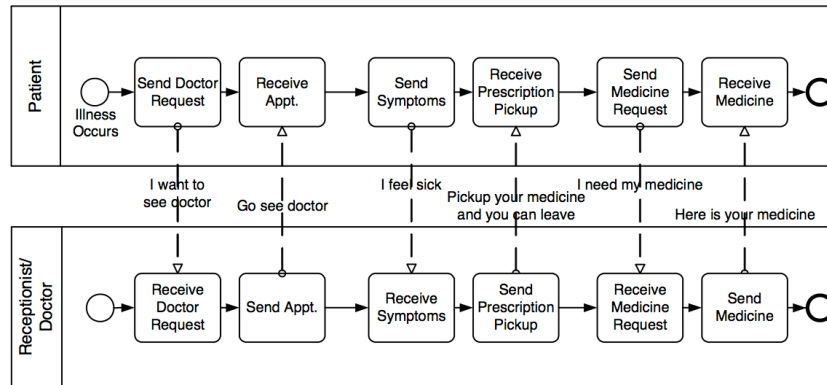 Patient
Illness
Occurs
Send Doctor
Request
Receive
Appt.
Send
Symptoms
Receive
Prescription
Pickup
Send
Medicine
Request
Receive
Medicine
I want to
see doctor
Go see doctor
I feel sick
Pickup your medicine
and you can leave
I need my medicine
Here is your medicine
Receptionist/
Doctor
Receive
Doctor
Request
Send Appt.
Receive
Symptoms
Send
Prescription
Pickup
Receive
Medicine
Request
Send
Medicine